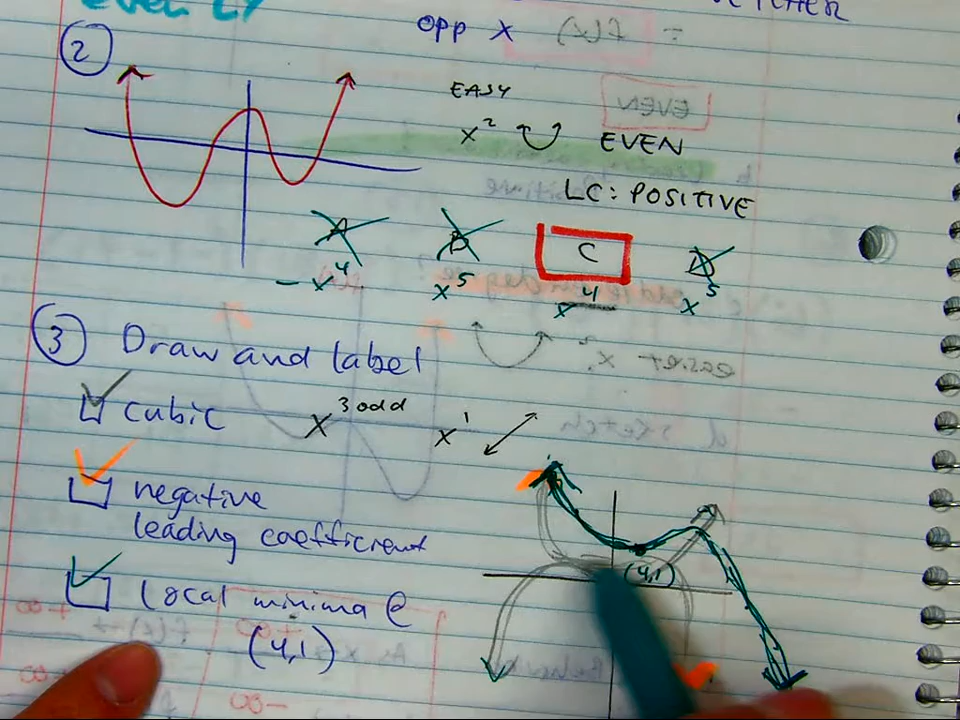 opp X
②
EASY
x² EVEN
LC: POSITIVE
A B C D
-x⁴ x⁵ x⁴ x⁵
③ Draw and label
cubic x³ odd x¹
negative
leading coefficient
local minima @
(4,1)
(4,1)